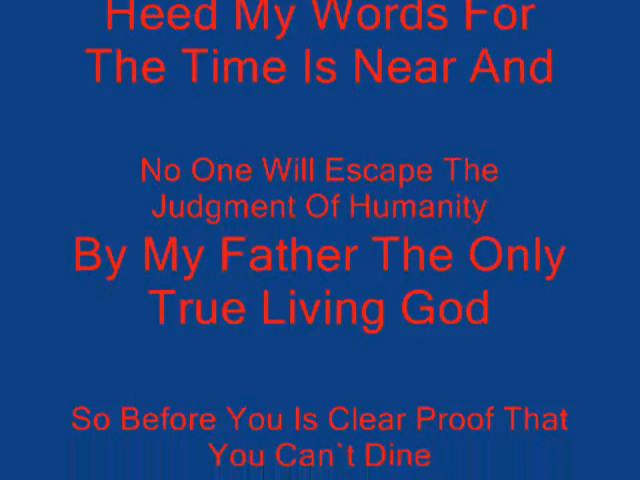 Heed My Words For
The Time Is Near And
No One Will Escape The
Judgment Of Humanity
By My Father The Only
True Living God
So Before You Is Clear Proof That
You Can`t Dine